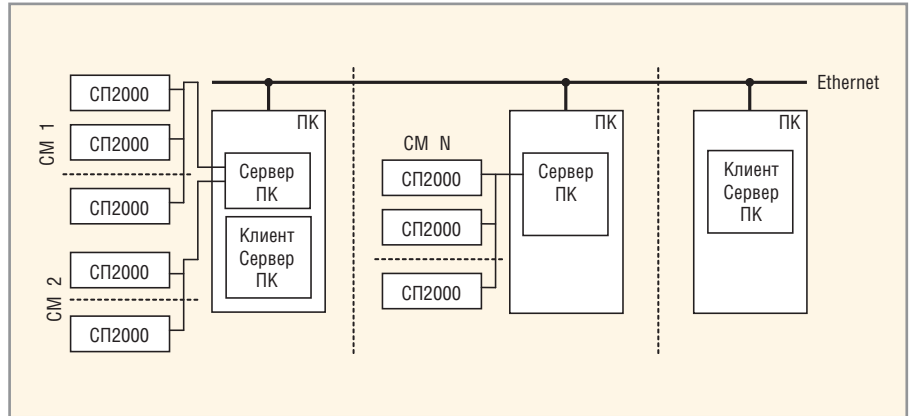 Ethernet
СМ 1
СП2000
СП2000
СП2000
СМ 2
СП2000
СП2000
ПК
Сервер
ПК
Клиент
Сервер
ПК
СМ N
СП2000
СП2000
СП2000
ПК
Сервер
ПК
ПК
Клиент
Сервер
ПК